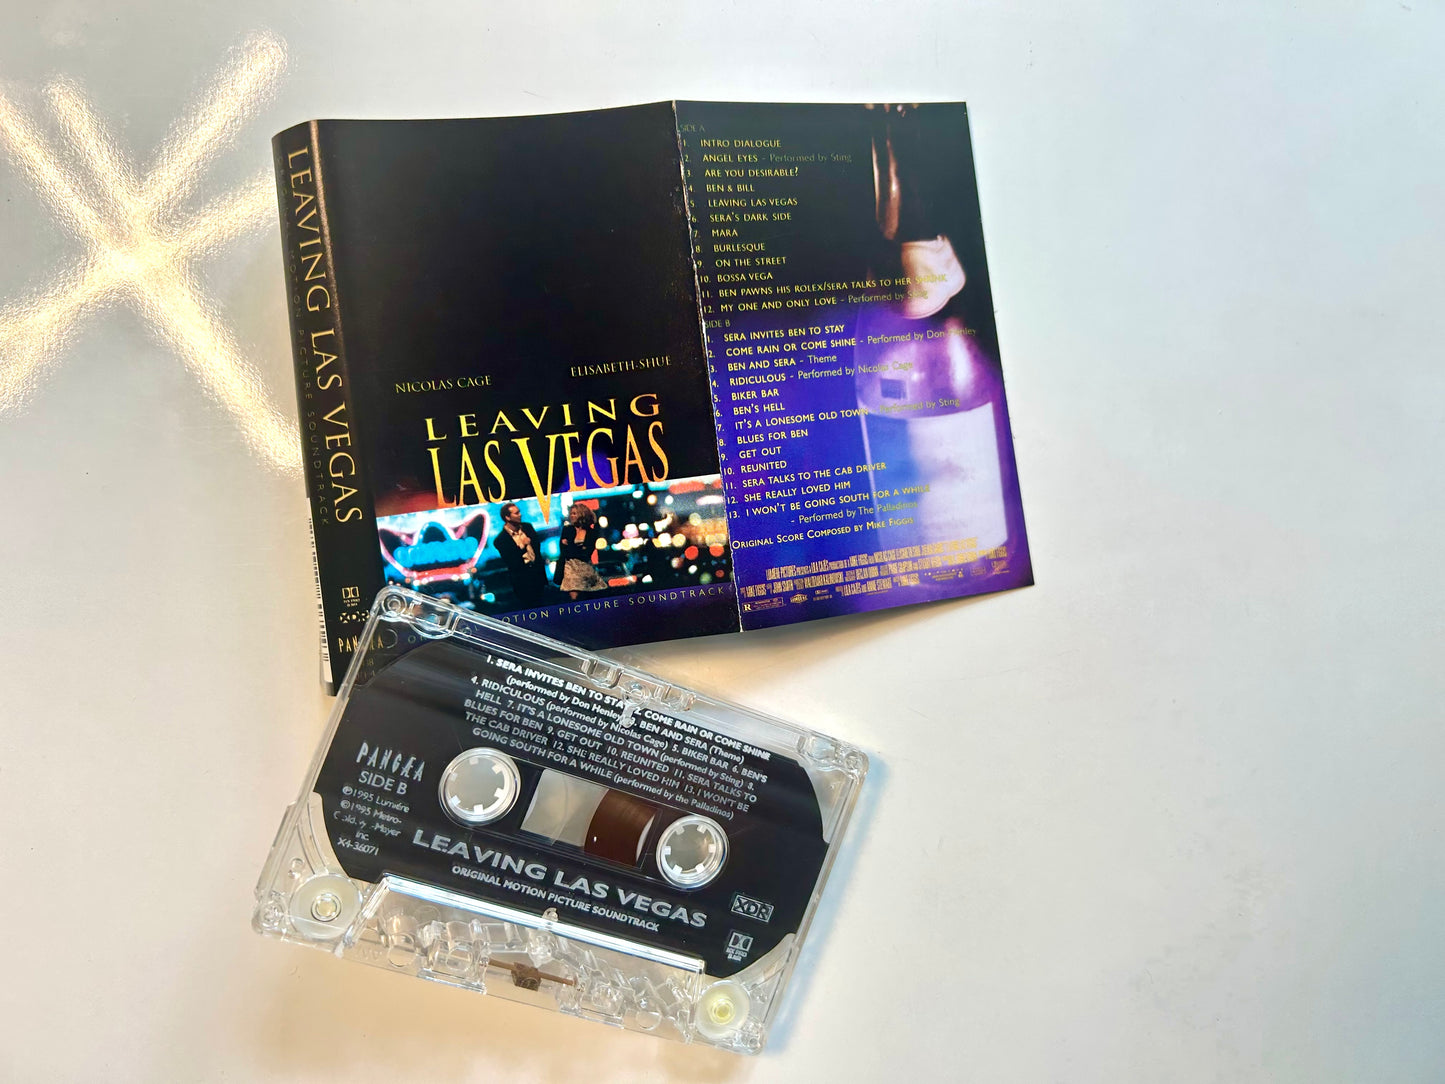 LEAVING LAS VEGAS
MOTION PICTURE SOUNDTRACK
XDR
PANGÆA
NICOLAS CAGE
ELISABETH SHUE
LEAVING
LAS VEGAS
MOTION PICTURE SOUNDTRACK
SIDE A
1. INTRO DIALOGUE
2. ANGEL EYES - Performed by Sting
3. ARE YOU DESIRABLE?
4. BEN & BILL
5. LEAVING LAS VEGAS
6. SERA'S DARK SIDE
7. MARA
8. BURLESQUE
9. ON THE STREET
10. BOSSA VEGA
11. BEN PAWNS HIS ROLEX/SERA TALKS TO HER SHRINK
12. MY ONE AND ONLY LOVE - Performed by Sting
SIDE B
1. SERA INVITES BEN TO STAY
2. COME RAIN OR COME SHINE - Performed by Don Henley
3. BEN AND SERA - Theme
4. RIDICULOUS - Performed by Nicolas Cage
5. BIKER BAR
6. BEN'S HELL
7. IT'S A LONESOME OLD TOWN - Performed by Sting
8. BLUES FOR BEN
9. GET OUT
10. REUNITED
11. SERA TALKS TO THE CAB DRIVER
12. SHE REALLY LOVED HIM
13. I WON'T BE GOING SOUTH FOR A WHILE
- Performed by The Palladinos
ORIGINAL SCORE COMPOSED BY MIKE FIGGIS
R
1. SERA INVITES BEN TO STAY 2. COME RAIN OR COME SHINE
(performed by Don Henley) 3. BEN AND SERA (Theme)
4. RIDICULOUS (performed by Nicolas Cage) 5. BIKER BAR 6. BEN'S
HELL 7. IT'S A LONESOME OLD TOWN (performed by Sting) 8.
BLUES FOR BEN 9. GET OUT 10. REUNITED 11. SERA TALKS TO
THE CAB DRIVER 12. SHE REALLY LOVED HIM 13. I WON'T BE
GOING SOUTH FOR A WHILE (performed by the Palladinos)
PANGÆA
SIDE B
℗1995 Lumière
©1995 Metro-
Goldwyn-Mayer
Inc.
X4-36071
LEAVING LAS VEGAS
ORIGINAL MOTION PICTURE SOUNDTRACK
XDR